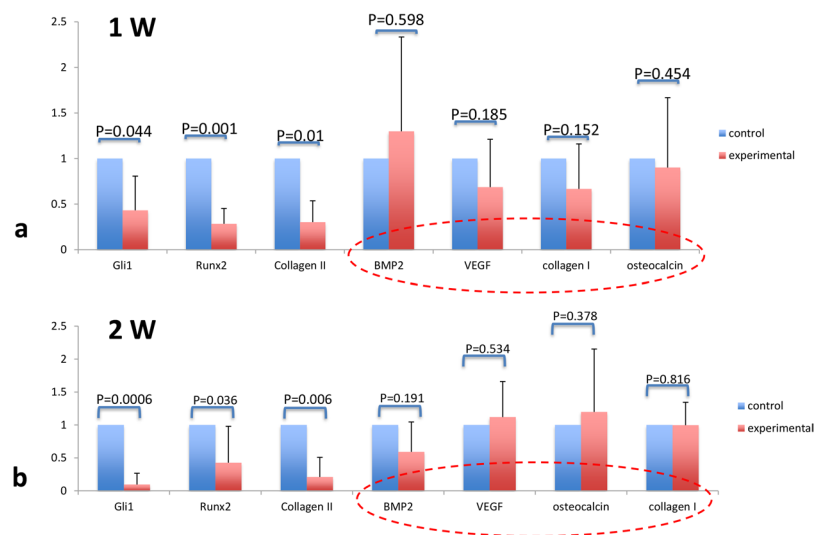 1 W
2.5
2
1.5
1
0.5
0
P=0.044
P=0.001
P=0.01
P=0.598
P=0.185
P=0.152
P=0.454
control
experimental
a
Gli1 Runx2 Collagen II BMP2 VEGF collagen I osteocalcin
2 W
2.5
2
1.5
1
0.5
0
P=0.0006
P=0.036
P=0.006
P=0.191
P=0.534
P=0.378
P=0.816
control
experimental
b
Gli1 Runx2 Collagen II BMP2 VEGF osteocalcin collagen I